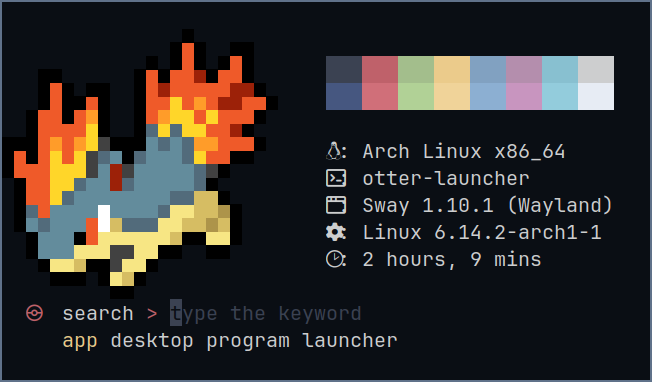 : Arch Linux x86_64
: otter-launcher
: Sway 1.10.1 (Wayland)
: Linux 6.14.2-arch1-1
: 2 hours, 9 mins
search > type the keyword
app desktop program launcher